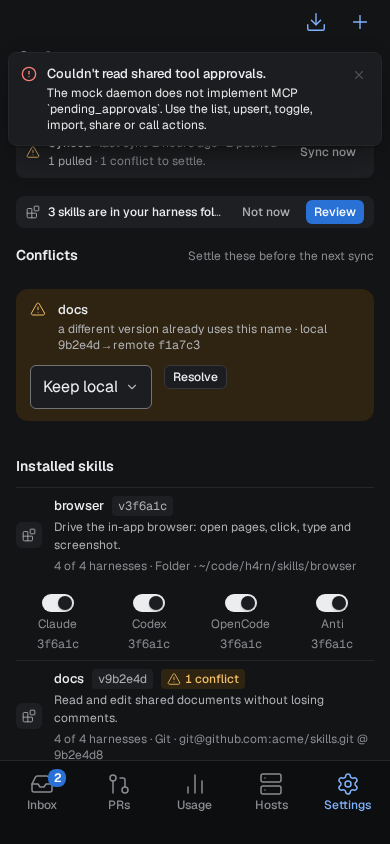 Couldn't read shared tool approvals.
The mock daemon does not implement MCP
`pending_approvals`. Use the list, upsert, toggle,
import, share or call actions.
1 pulled · 1 conflict to settle.
Sync now
3 skills are in your harness fol…
Not now
Review
Conflicts
Settle these before the next sync
docs
a different version already uses this name · local
9b2e4d→remote f1a7c3
Keep local
Resolve
Installed skills
browser v3f6a1c
Drive the in-app browser: open pages, click, type and
screenshot.
4 of 4 harnesses · Folder · ~/code/h4rn/skills/browser
Claude Codex OpenCode Anti
3f6a1c 3f6a1c 3f6a1c 3f6a1c
docs v9b2e4d 1 conflict
Read and edit shared documents without losing
comments.
4 of 4 harnesses · Git · git@github.com:acme/skills.git @
9b2e4d8
2
Inbox PRs Usage Hosts Settings